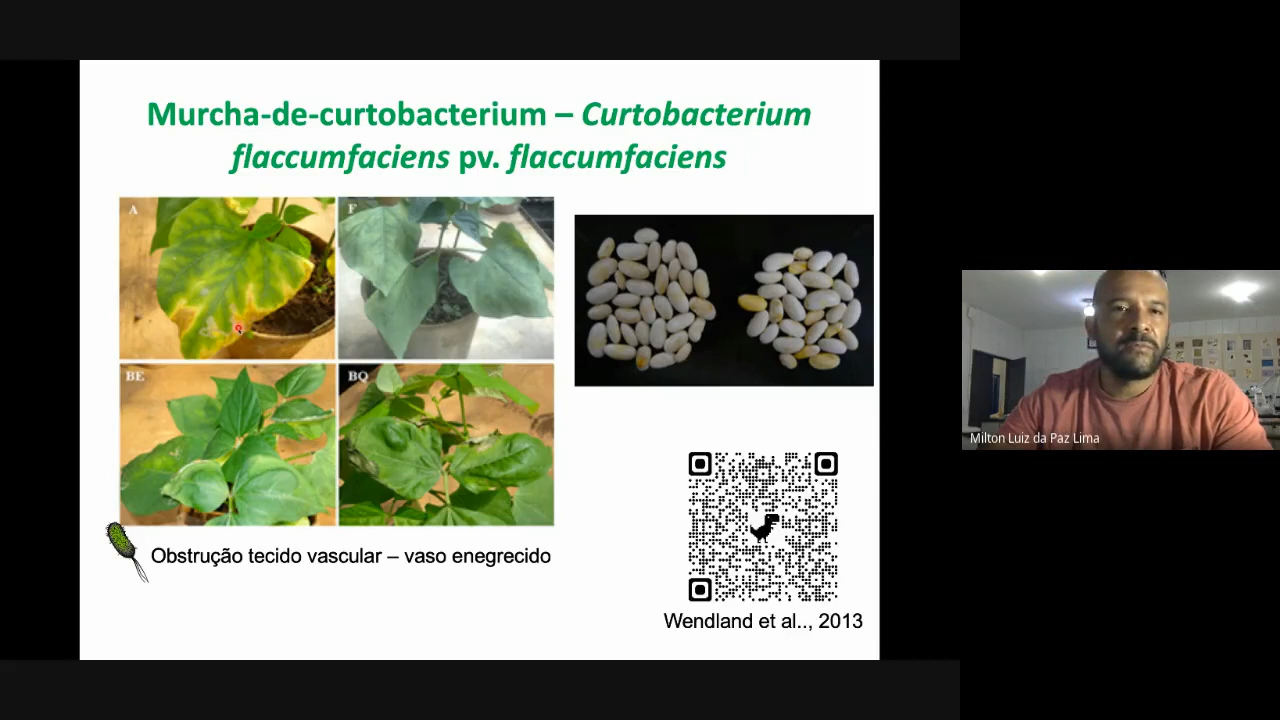 Murcha-de-curtobacterium – Curtobacterium
flaccumfaciens pv. flaccumfaciens
A
F
BE
BQ
Obstrução tecido vascular – vaso enegrecido
Wendland et al.., 2013
Milton Luiz da Paz Lima